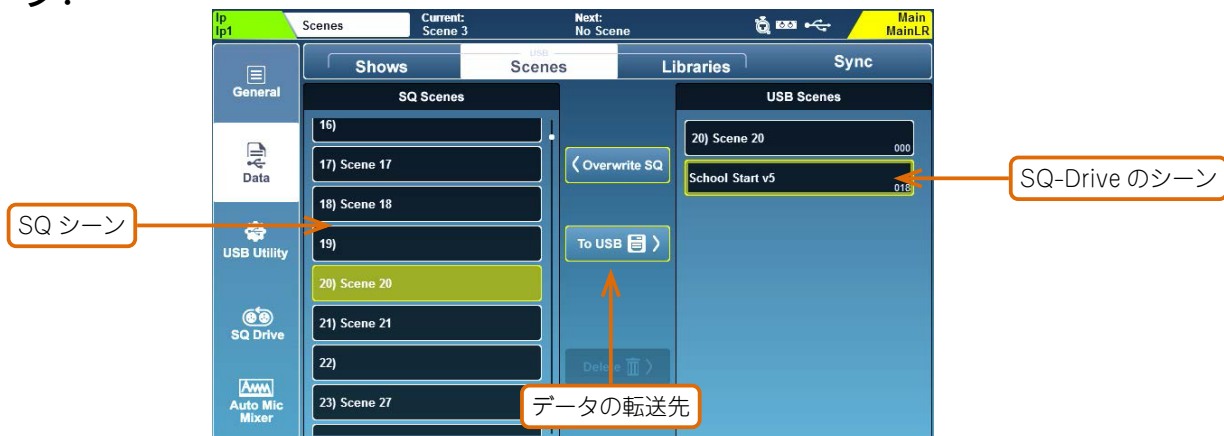 Ip
Ip1
Scenes
Current:
Scene 3
Next:
No Scene
Main
MainLR
General
Data
USB Utility
SQ Drive
Auto Mic
Mixer
USB
Shows
Scenes
Libraries
Sync
SQ Scenes
16)
17) Scene 17
18) Scene 18
19)
20) Scene 20
21) Scene 21
22)
23) Scene 27
Overwrite SQ
To USB
Delete
USB Scenes
20) Scene 20
000
School Start v5
018
SQ シーン
データの転送先
SQ-Drive のシーン